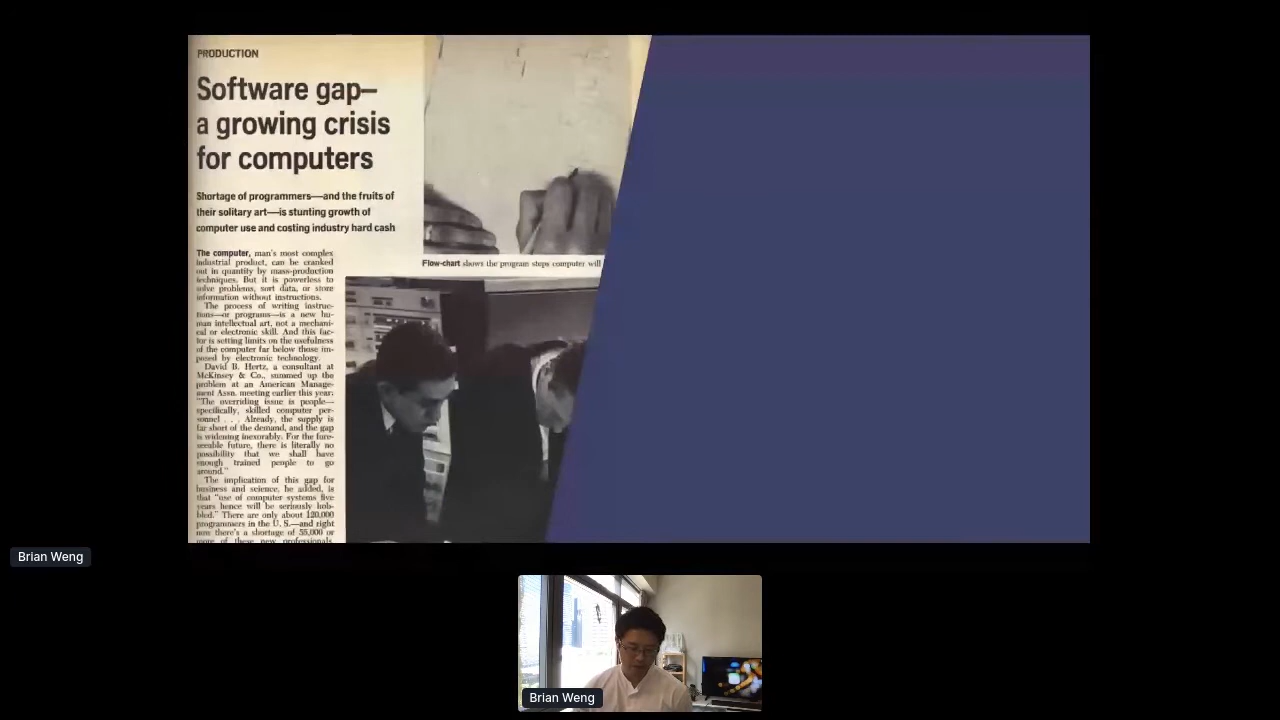 PRODUCTION
Software gap—
a growing crisis
for computers
Shortage of programmers—and the fruits of
their solitary art—is stunting growth of
computer use and costing industry hard cash
The computer, man's most complex
industrial product, can be cranked
out in quantity by mass-production
techniques. But it is powerless to
solve problems, sort data, or store
information without instructions.
The process of writing instruc-
tions—or programs—is a new hu-
man intellectual art, not a mechani-
cal or electronic skill. And this fac-
tor is setting limits on the usefulness
of the computer far below those im-
posed by electronic technology.
David B. Hertz, a consultant at
McKinsey & Co., summed up the
problem at an American Manage-
ment Assn. meeting earlier this year:
"The overriding issue is people—
specifically, skilled computer per-
sonnel . . . Already, the supply is
far short of the demand, and the gap
is widening inexorably. For the fore-
seeable future, there is literally no
possibility that we shall have
enough trained people to go
around."
The implication of this gap for
business and science, he added, is
that "use of computer systems five
years hence will be seriously hob-
bled." There are only about 120,000
programmers in the U. S.—and right
now there's a shortage of 55,000 or
more of these new professionals.
Flow-chart shows the program steps computer will
Brian Weng
Brian Weng